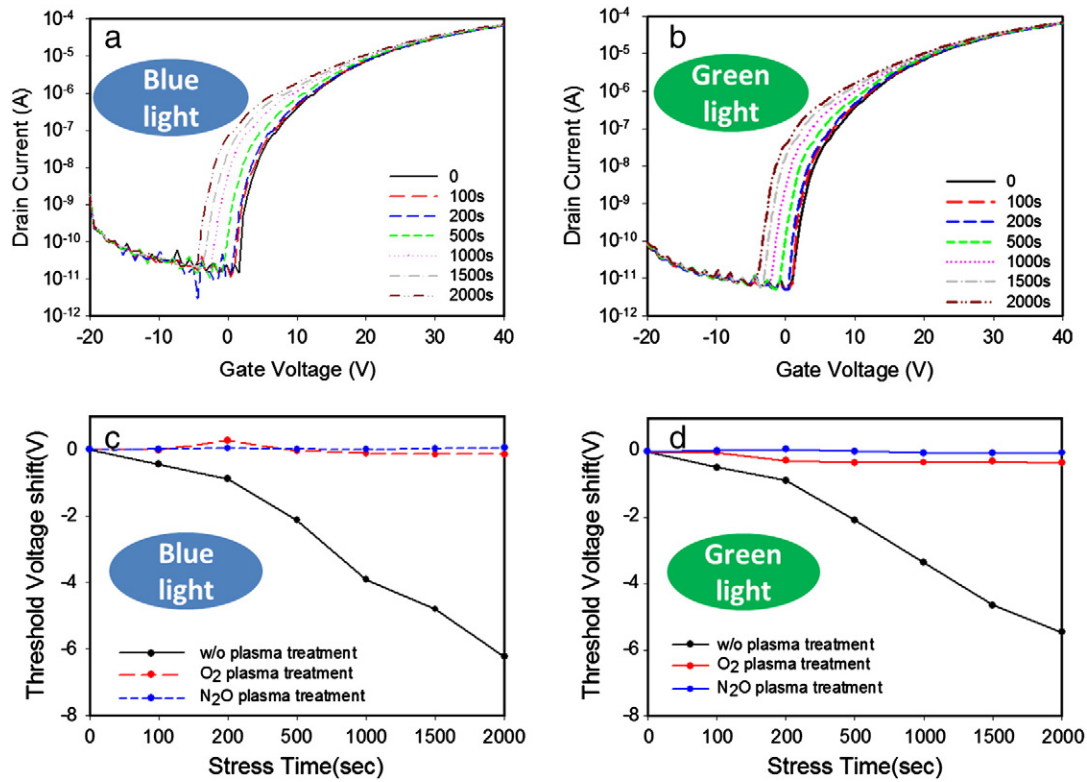 a
Blue
light
Drain Current (A)
10-4
10-5
10-6
10-7
10-8
10-9
10-10
10-11
10-12
0
100s
200s
500s
1000s
1500s
2000s
-20 -10 0 10 20 30 40
Gate Voltage (V)
b
Green
light
Drain Current (A)
10-4
10-5
10-6
10-7
10-8
10-9
10-10
10-11
10-12
0
100s
200s
500s
1000s
1500s
2000s
-20 -10 0 10 20 30 40
Gate Voltage (V)
c
Blue
light
Threshold Voltage shift(V)
0
-2
-4
-6
-8
w/o plasma treatment
O2 plasma treatment
N2O plasma treatment
0 100 200 500 1000 1500 2000
Stress Time(sec)
d
Green
light
Threshold Voltage shift(V)
0
-2
-4
-6
-8
w/o plasma treatment
O2 plasma treatment
N2O plasma treatment
0 100 200 500 1000 1500 2000
Stress Time(sec)